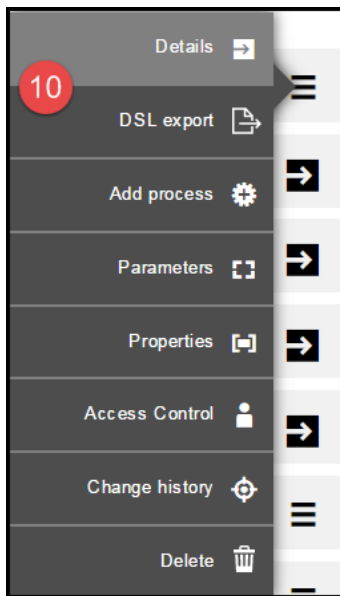 Details
10
DSL export
Add process
Parameters
Properties
Access Control
Change history
Delete